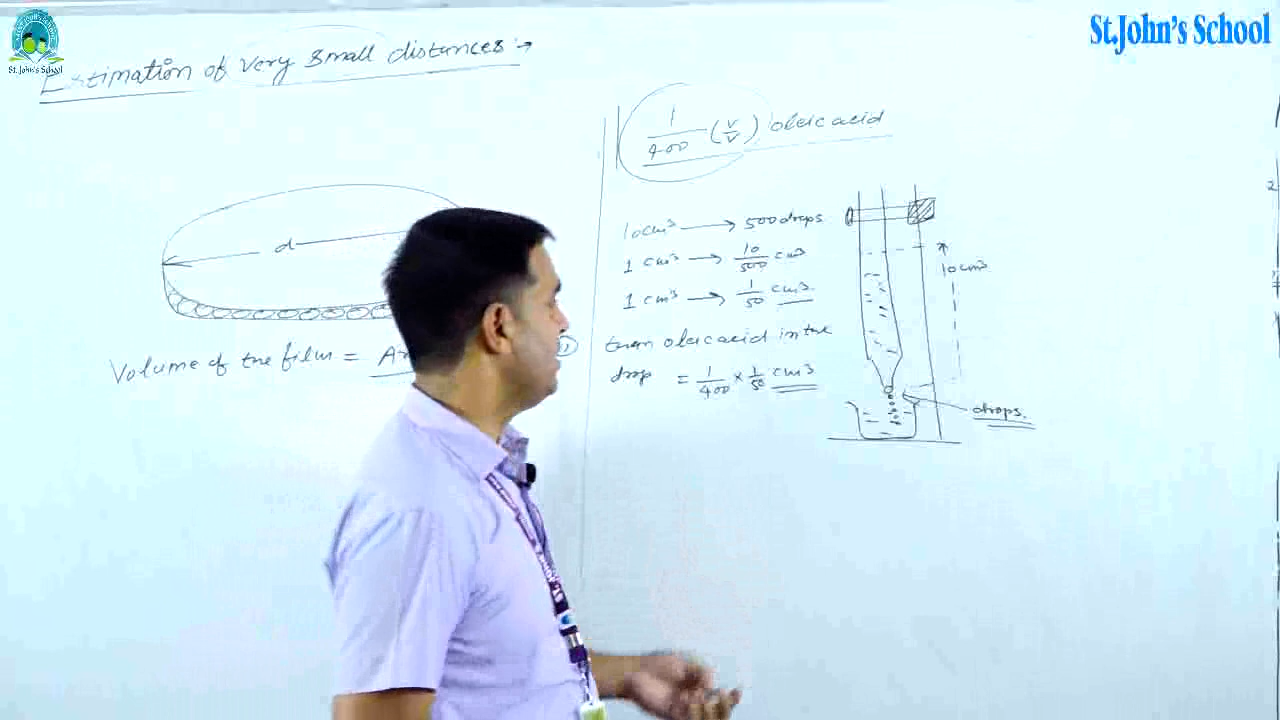 St.John's School
St. John's School
Estimation of very small distances :→
d
Volume of the film =
1/400 (v/v) oleic acid
10cm³ → 500 drops
1 cm³ → 10/500 cm³
1 cm³ → 1/50 cm³.
then oleic acid in the
drop = 1/400 × 1/50 cm³
10cm³
drops.